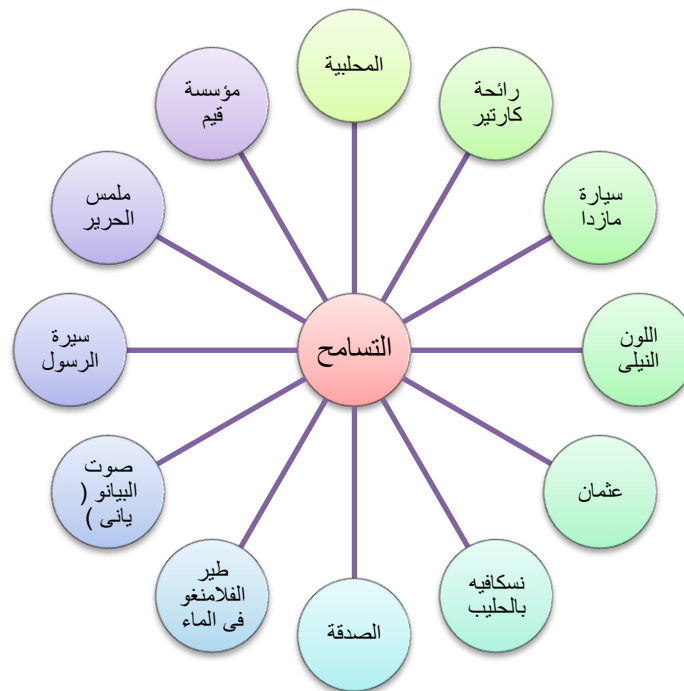 المحلبية
رائحة
كارتير
سيارة
مازدا
اللون
النيلى
عثمان
نسكافيه
بالحليب
الصدقة
طير
الفلامنغو
فى الماء
صوت
البيانو (
يانى )
سيرة
الرسول
ملمس
الحرير
مؤسسة
قيم
التسامح